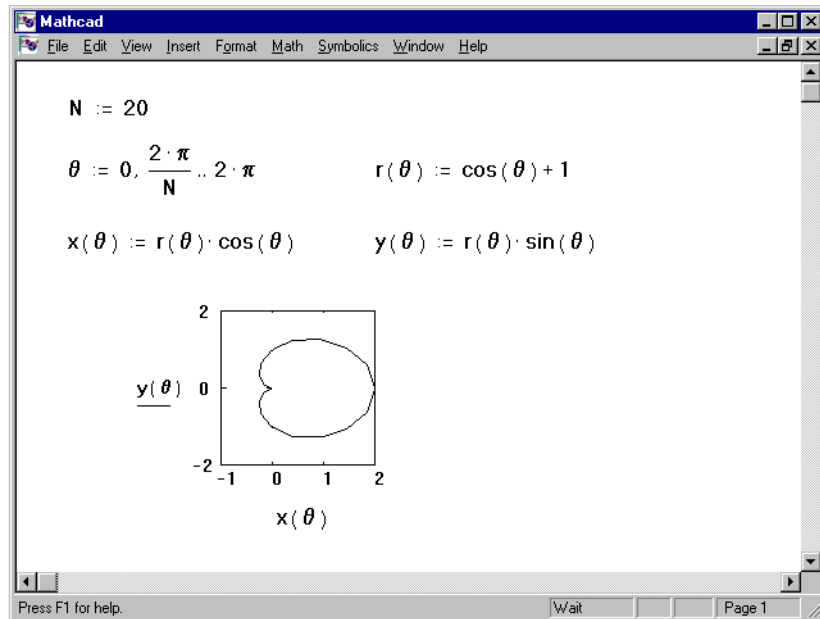 Mathcad
File Edit View Insert Format Math Symbolics Window Help
N := 20
θ := 0, 2·π/N .. 2·π r(θ) := cos(θ)+1
x(θ) := r(θ)·cos(θ) y(θ) := r(θ)·sin(θ)
2
y(θ) 0
-2
-1 0 1 2
x(θ)
Press F1 for help. Wait Page 1